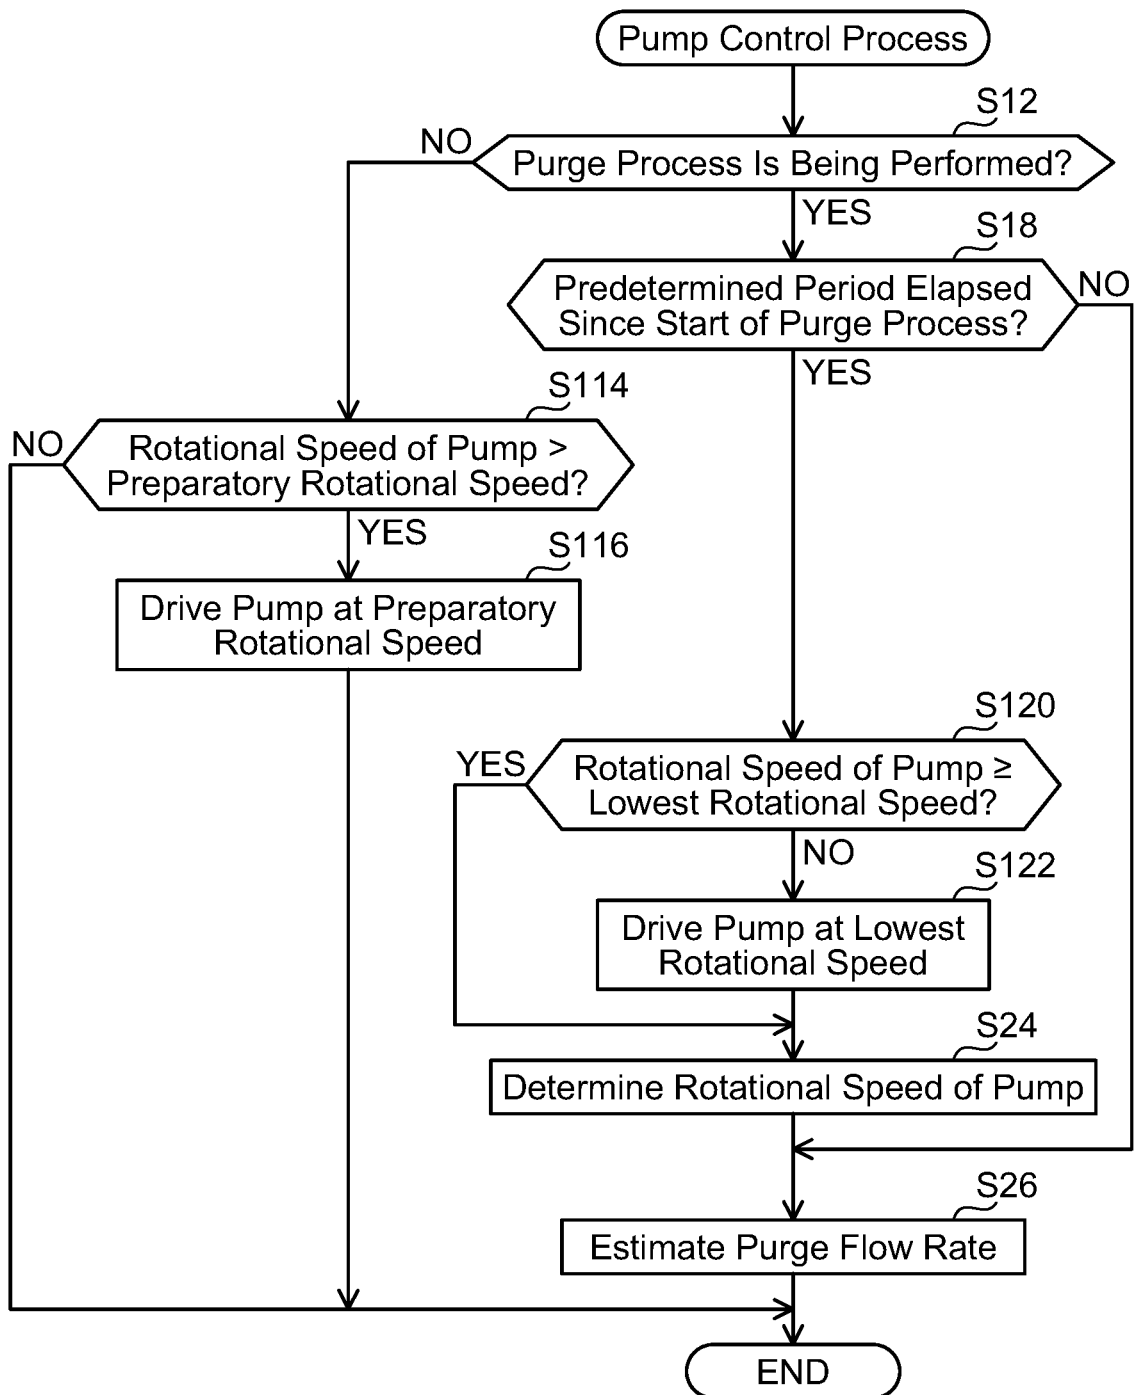 Pump Control Process
S12
NO
Purge Process Is Being Performed?
YES
S18
Predetermined Period Elapsed
Since Start of Purge Process?
NO
YES
S114
NO
Rotational Speed of Pump >
Preparatory Rotational Speed?
YES
S116
Drive Pump at Preparatory
Rotational Speed
S120
YES
Rotational Speed of Pump ≥
Lowest Rotational Speed?
NO
S122
Drive Pump at Lowest
Rotational Speed
S24
Determine Rotational Speed of Pump
S26
Estimate Purge Flow Rate
END